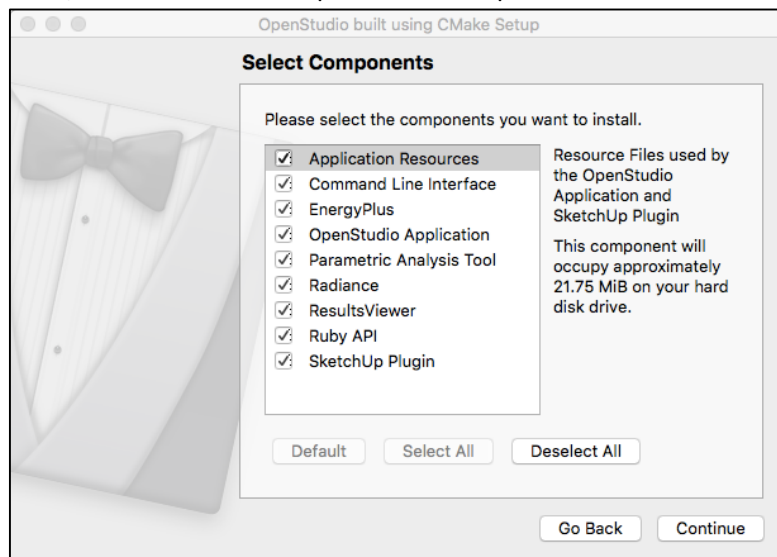 OpenStudio built using CMake Setup
Select Components
Please select the components you want to install.
Application Resources
Command Line Interface
EnergyPlus
OpenStudio Application
Parametric Analysis Tool
Radiance
ResultsViewer
Ruby API
SketchUp Plugin
Resource Files used by
the OpenStudio
Application and
SketchUp Plugin
This component will
occupy approximately
21.75 MiB on your hard
disk drive.
Default
Select All
Deselect All
Go Back
Continue